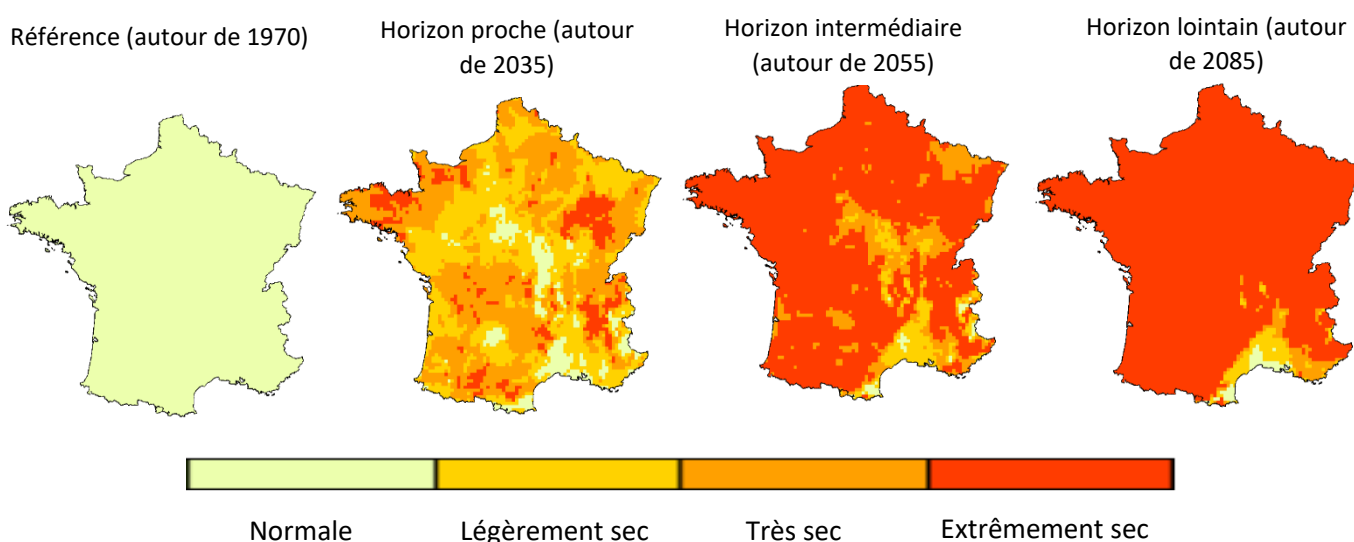 Référence (autour de 1970)
Horizon proche (autour
de 2035)
Horizon intermédiaire
(autour de 2055)
Horizon lointain (autour
de 2085)
Normale
Légèrement sec
Très sec
Extrêmement sec